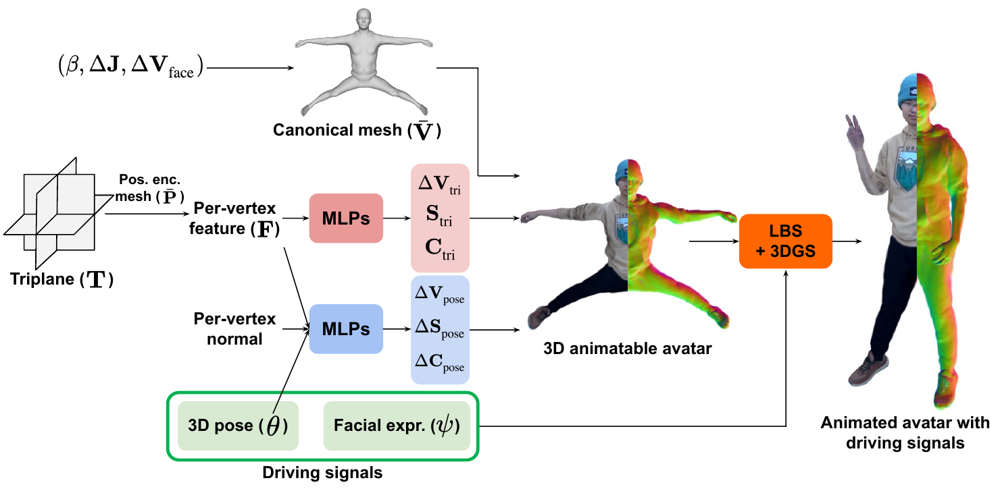 (β, ΔJ, ΔV_face)
Canonical mesh (V̄)
Pos. enc.
mesh (P̄)
Triplane (T)
Per-vertex
feature (F)
MLPs
ΔV_tri
S_tri
C_tri
Per-vertex
normal
MLPs
ΔV_pose
ΔS_pose
ΔC_pose
3D pose (θ)
Facial expr. (ψ)
Driving signals
3D animatable avatar
LBS
+ 3DGS
Animated avatar with
driving signals